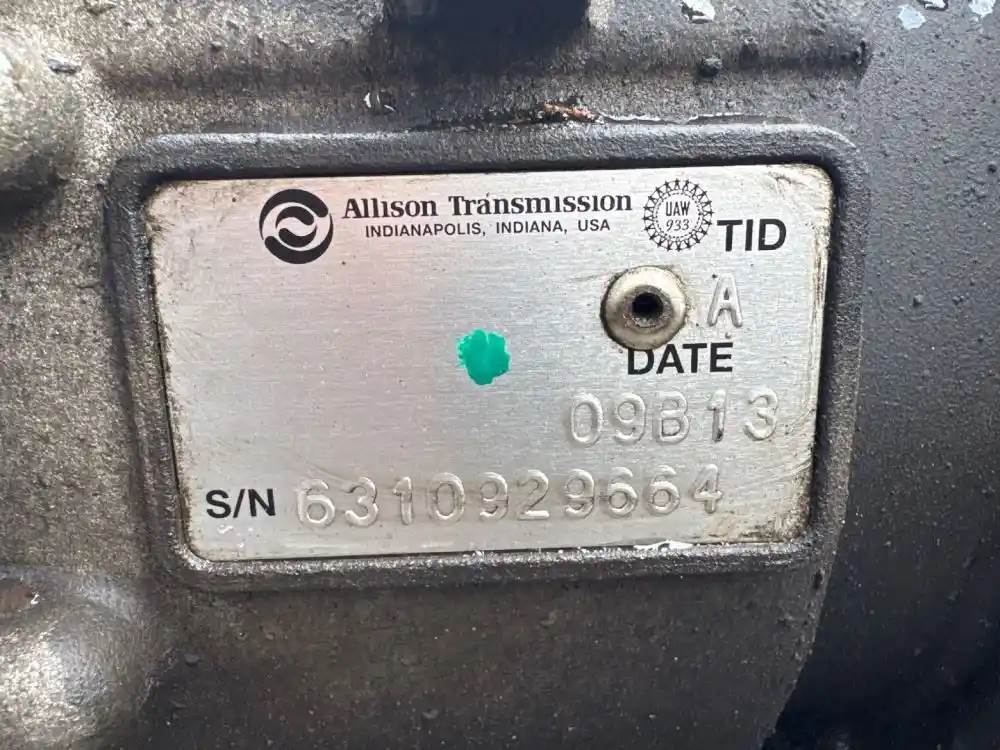 Allison Transmission
INDIANAPOLIS, INDIANA, USA
UAW
933
TID
A
DATE
09B13
S/N 6310929664